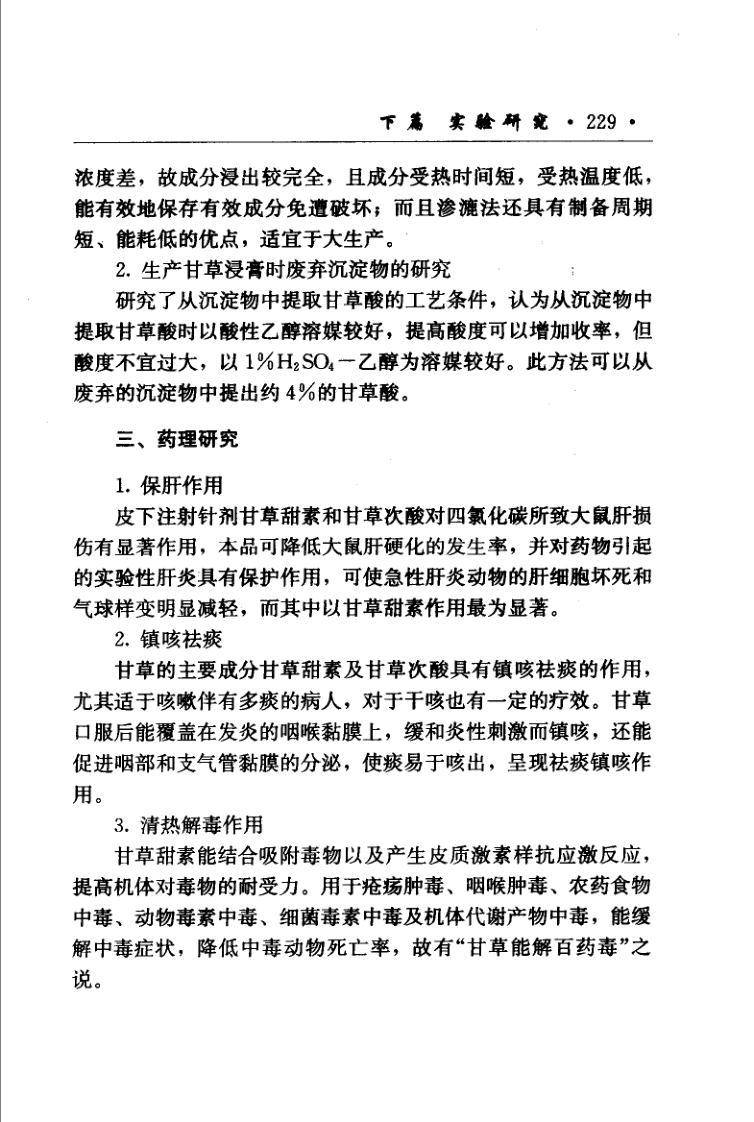 下篇 实验研究 · 229 ·
浓度差，故成分浸出较完全，且成分受热时间短，受热温度低，
能有效地保存有效成分免遭破坏；而且渗漉法还具有制备周期
短、能耗低的优点，适宜于大生产。
2. 生产甘草浸膏时废弃沉淀物的研究
研究了从沉淀物中提取甘草酸的工艺条件，认为从沉淀物中
提取甘草酸时以酸性乙醇溶媒较好，提高酸度可以增加收率，但
酸度不宜过大，以 1%H₂SO₄－乙醇为溶媒较好。此方法可以从
废弃的沉淀物中提出约 4%的甘草酸。
三、药理研究
1. 保肝作用
皮下注射针剂甘草甜素和甘草次酸对四氯化碳所致大鼠肝损
伤有显著作用，本品可降低大鼠肝硬化的发生率，并对药物引起
的实验性肝炎具有保护作用，可使急性肝炎动物的肝细胞坏死和
气球样变明显减轻，而其中以甘草甜素作用最为显著。
2. 镇咳祛痰
甘草的主要成分甘草甜素及甘草次酸具有镇咳祛痰的作用，
尤其适于咳嗽伴有多痰的病人，对于干咳也有一定的疗效。甘草
口服后能覆盖在发炎的咽喉黏膜上，缓和炎性刺激而镇咳，还能
促进咽部和支气管黏膜的分泌，使痰易于咳出，呈现祛痰镇咳作
用。
3. 清热解毒作用
甘草甜素能结合吸附毒物以及产生皮质激素样抗应激反应，
提高机体对毒物的耐受力。用于疮疡肿毒、咽喉肿毒、农药食物
中毒、动物毒素中毒、细菌毒素中毒及机体代谢产物中毒，能缓
解中毒症状，降低中毒动物死亡率，故有“甘草能解百药毒”之
说。